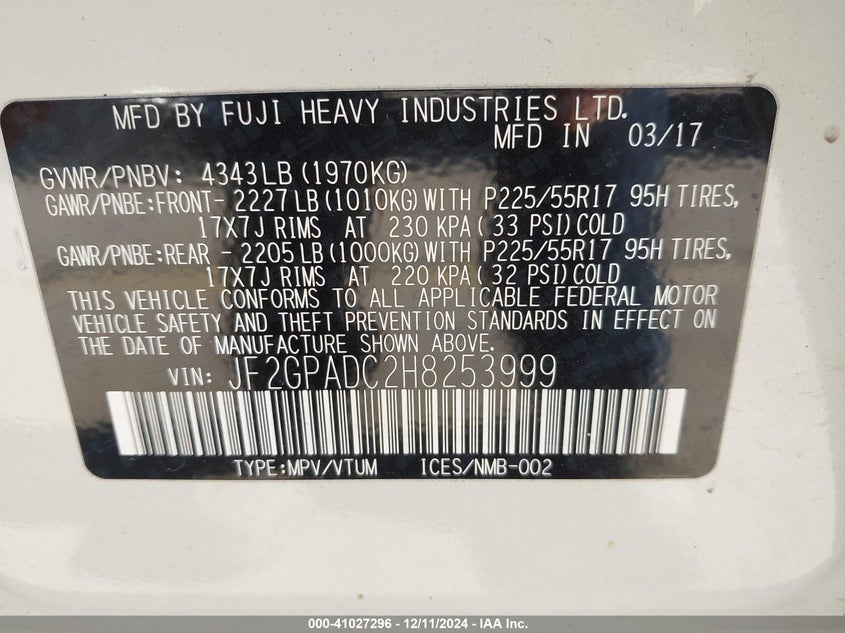 MFD BY FUJI HEAVY INDUSTRIES LTD.
MFD IN 03/17
GVWR/PNBV: 4343LB(1970KG)
GAWR/PNBE:FRONT- 2227LB(1010KG)WITH P225/55R17 95H TIRES,
17X7J RIMS AT 230 KPA(33 PSI)COLD
GAWR/PNBE:REAR - 2205LB(1000KG)WITH P225/55R17 95H TIRES,
17X7J RIMS AT 220 KPA(32 PSI)COLD
THIS VEHICLE CONFORMS TO ALL APPLICABLE FEDERAL MOTOR
VEHICLE SAFETY AND THEFT PREVENTION STANDARDS IN EFFECT ON
THE DATE OF MANUFACTURE SHOWN ABOVE.
VIN: JF2GPADC2H8253999
TYPE:MPV/VTUM ICES/NMB-002
000-41027296 - 12/11/2024 - IAA Inc.